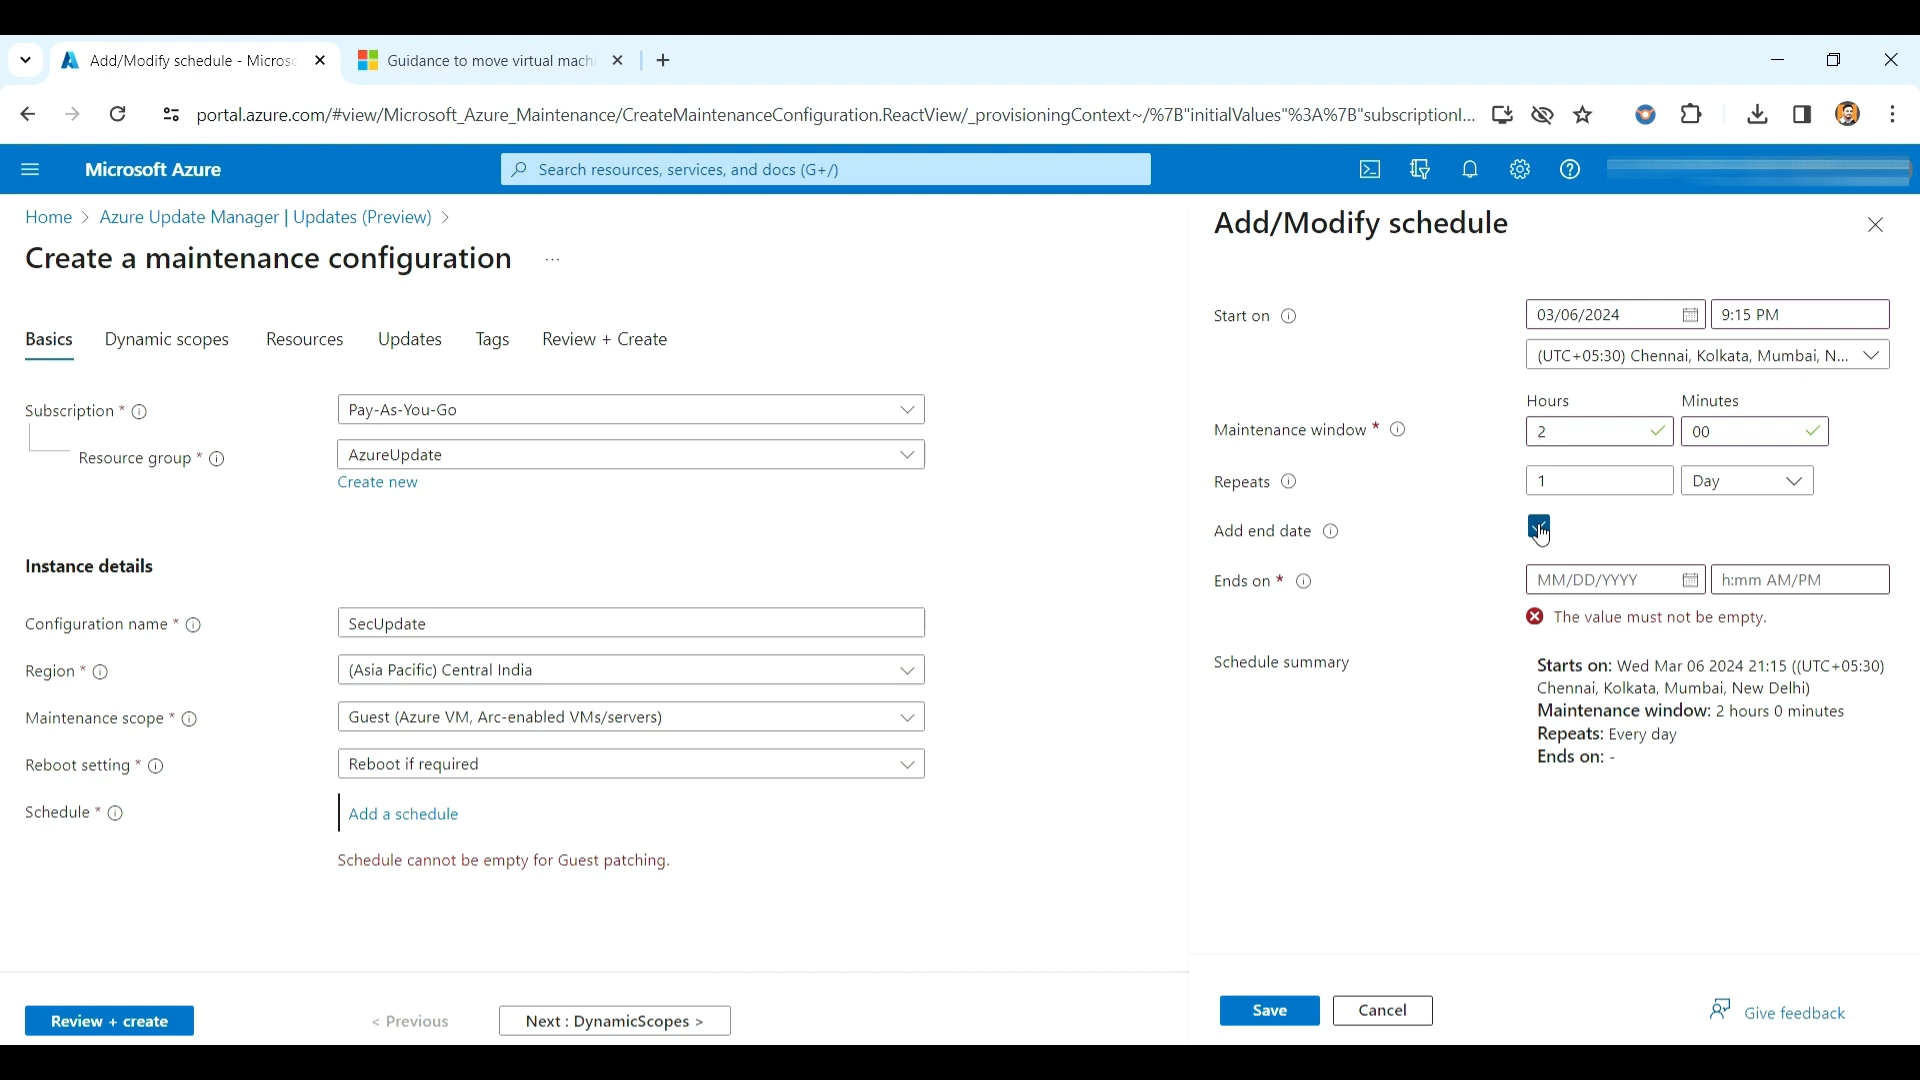 Add/Modify schedule - Micros
Guidance to move virtual machi
portal.azure.com/#view/Microsoft_Azure_Maintenance/CreateMaintenanceConfiguration.ReactView/_provisioningContext~/%7B"initialValues"%3A%7B"subscriptionI...
Microsoft Azure
Search resources, services, and docs (G+/)
Home > Azure Update Manager | Updates (Preview) >
Create a maintenance configuration ...
Basics Dynamic scopes Resources Updates Tags Review + Create
Subscription * Pay-As-You-Go
Resource group * AzureUpdate
Create new
Instance details
Configuration name * SecUpdate
Region * (Asia Pacific) Central India
Maintenance scope * Guest (Azure VM, Arc-enabled VMs/servers)
Reboot setting * Reboot if required
Schedule * Add a schedule
Schedule cannot be empty for Guest patching.
Review + create < Previous Next : DynamicScopes >
Add/Modify schedule
Start on 03/06/2024 9:15 PM
(UTC+05:30) Chennai, Kolkata, Mumbai, N...
Hours Minutes
Maintenance window * 2 00
Repeats 1 Day
Add end date
Ends on * MM/DD/YYYY h:mm AM/PM
The value must not be empty.
Schedule summary
Starts on: Wed Mar 06 2024 21:15 ((UTC+05:30)
Chennai, Kolkata, Mumbai, New Delhi)
Maintenance window: 2 hours 0 minutes
Repeats: Every day
Ends on: -
Save Cancel Give feedback